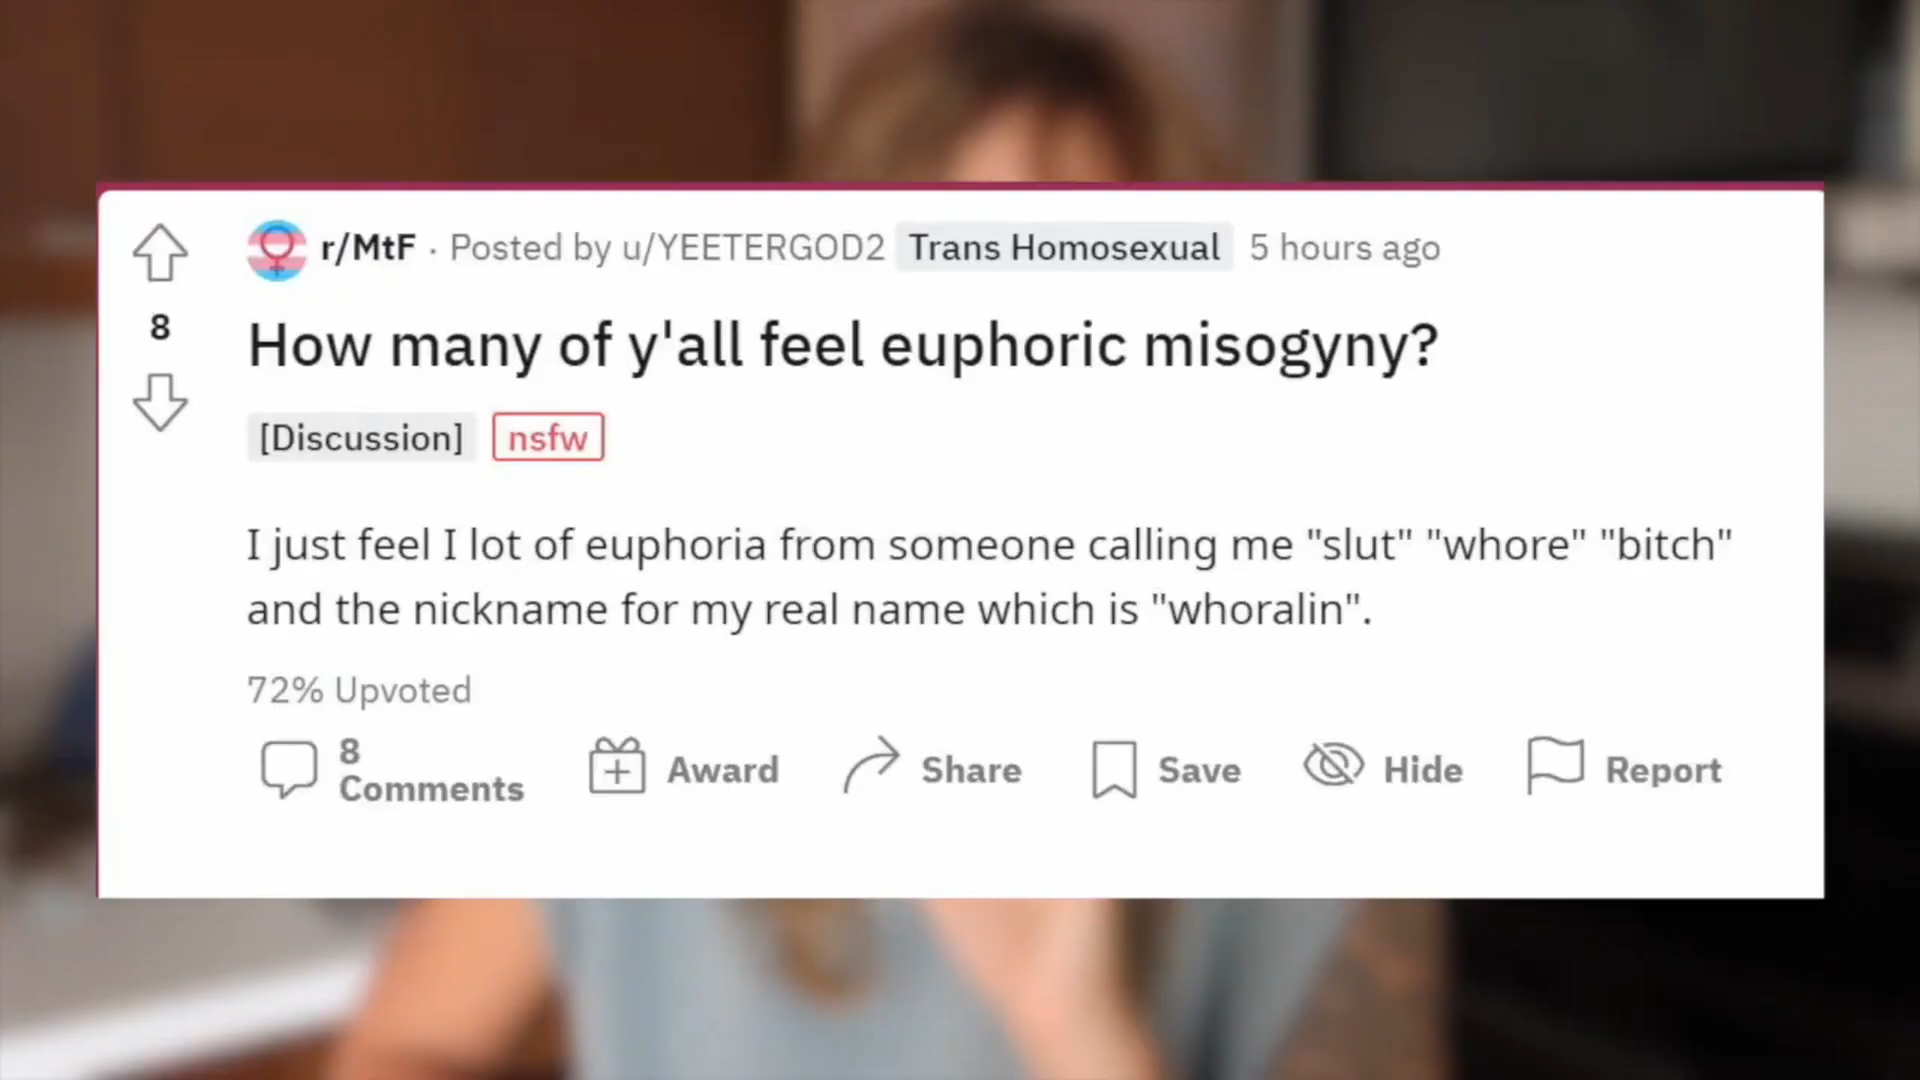 r/MtF · Posted by u/YEETERGOD2 Trans Homosexual 5 hours ago
8
How many of y'all feel euphoric misogyny?
[Discussion] nsfw
I just feel I lot of euphoria from someone calling me "slut" "whore" "bitch"
and the nickname for my real name which is "whoralin".
72% Upvoted
8
Comments
Award Share Save Hide Report